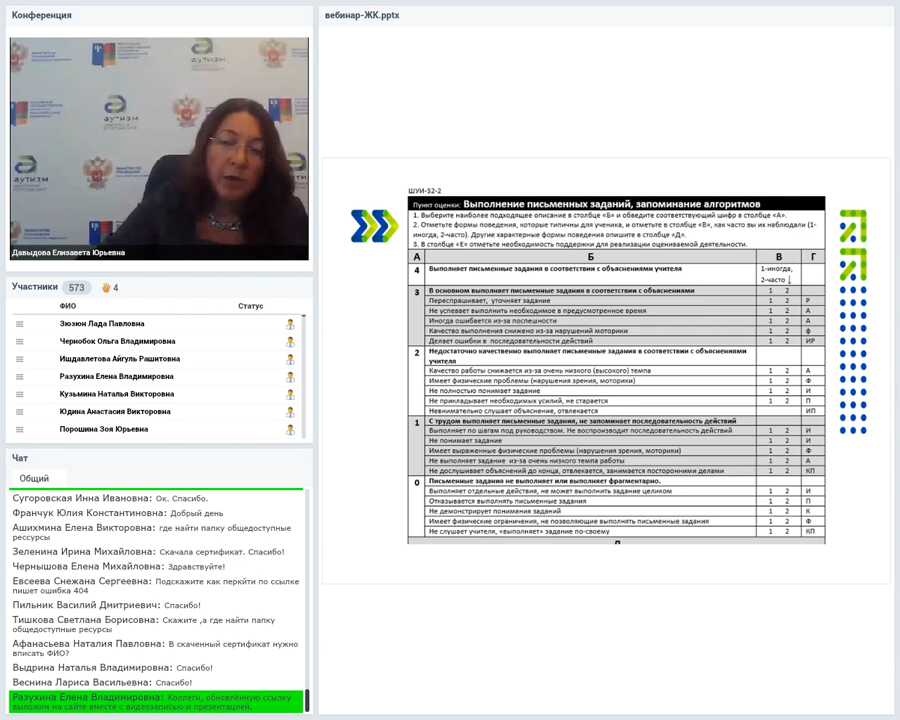 Конференция
аутизм
аутизм
аутизм
Давыдова Елизавета Юрьевна
Участники 573 4
ФИО Статус
Зюзюн Лада Павловна
Чернобок Ольга Владимировна
Ишдавлетова Айгуль Рашитовна
Разухина Елена Владимировна
Кузьмина Наталья Викторовна
Юдина Анастасия Викторовна
Порошина Зоя Юрьевна
Чат
Общий
Сугоровская Инна Ивановна: Ок. Спасибо.
Франчук Юлия Константиновна: Добрый день
Ашихмина Елена Викторовна: где найти папку общедоступные
рессурсы
Зеленина Ирина Михайловна: Скачала сертификат. Спасибо!
Чернышова Елена Михайловна: Здравствуйте!
Евсеева Снежана Сергеевна: Подскажите как перкйти по ссылке
пишет ошибка 404
Пильник Василий Дмитриевич: Спасибо!
Тишкова Светлана Борисовна: Скажите ,а где найти папку
общедоступные ресурсы
Афанасьева Наталия Павловна: В скаченный сертификат нужно
вписать ФИО?
Выдрина Наталья Владимировна: Спасибо!
Веснина Лариса Васильевна: Спасибо!
Разухина Елена Владимировна: Коллеги, обновлённую ссылку
выложим на сайте вместе с видеозаписью и презентацией.
вебинар-ЖК.pptx
ШУИ-32-2
Пункт оценки: Выполнение письменных заданий, запоминание алгоритмов
1. Выберите наиболее подходящее описание в столбце «Б» и обведите соответствующий шифр в столбце «А».
2. Отметьте формы поведения, которые типичны для ученика, и отметьте в столбце «В», как часто вы их наблюдали (1-
иногда, 2-часто). Другие характерные формы поведения опишите в столбце «Д».
3. В столбце «Е» отметьте необходимость поддержки для реализации оцениваемой деятельности.
А Б В Г
4 Выполняет письменные задания в соответствии с объяснениями учителя 1-иногда,
2-часто ↓
3 В основном выполняет письменные задания в соответствии с объяснениями 1 2
Переспрашивает, уточняет задание 1 2 Р
Не успевает выполнить необходимое в предусмотренное время 1 2 А
Иногда ошибается из-за поспешности 1 2 А
Качество выполнения снижено из-за нарушений моторики 1 2 ф
Делает ошибки в последовательности действий 1 2 ИР
2 Недостаточно качественно выполняет письменные задания в соответствии с объяснениями
учителя
Качество работы снижается из-за очень низкого (высокого) темпа 1 2 А
Имеет физические проблемы (нарушения зрения, моторики) 1 2 Ф
Не полностью понимает задание 1 2 И
Не прикладывает необходимых усилий, не старается 1 2 П
Невнимательно слушает объяснение, отвлекается ИП
1 С трудом выполняет письменные задания, не запоминает последовательность действий
Выполняет по шагам под руководством. Не воспроизводит последовательность действий 1 2 И
Не понимает задание 1 2 И
Имеет выраженные физические проблемы (нарушения зрения, моторики) 1 2 Ф
Не выполняет задание из-за очень низкого темпа работы 1 2 А
Не дослушивает объяснений до конца, отвлекается, занимается посторонними делами 1 2 КП
0 Письменные задания не выполняет или выполняет фрагментарно.
Выполняет отдельные действия, не может выполнить задание целиком 1 2 И
Отказывается выполнять письменные задания 1 2 П
Не демонстрирует понимания заданий 1 2 К
Имеет физические ограничения, не позволяющие выполнять письменные задания 1 2 Ф
Не слушает учителя, «выполняет» задание по-своему 1 2 КП